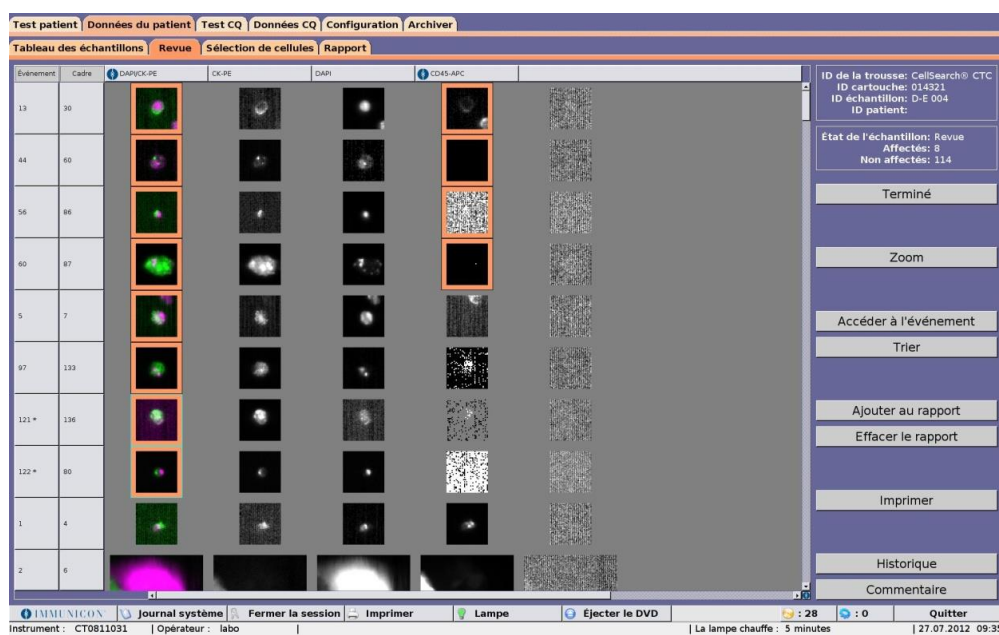 Test patient Données du patient Test CQ Données CQ Configuration Archiver
Tableau des échantillons Revue Sélection de cellules Rapport
Événement Cadre DAPI/CK-PE CK-PE DAPI CD45-APC
ID de la trousse: CellSearch® CTC
ID cartouche: 014321
ID échantillon: D-E 004
ID patient:
État de l'échantillon: Revue
Affectés: 8
Non affectés: 114
13 30
44 60
56 86
60 87
5 7
97 133
121 * 136
122 * 80
1 4
2 6
Terminé
Zoom
Accéder à l'événement
Trier
Ajouter au rapport
Effacer le rapport
Imprimer
Historique
Commentaire
IMMUNICON Journal système Fermer la session Imprimer Lampe Éjecter le DVD : 28 : 0 Quitter
Instrument: CT0811031 | Opérateur : labo | | La lampe chauffe : 5 minutes | 27.07.2012 09:3